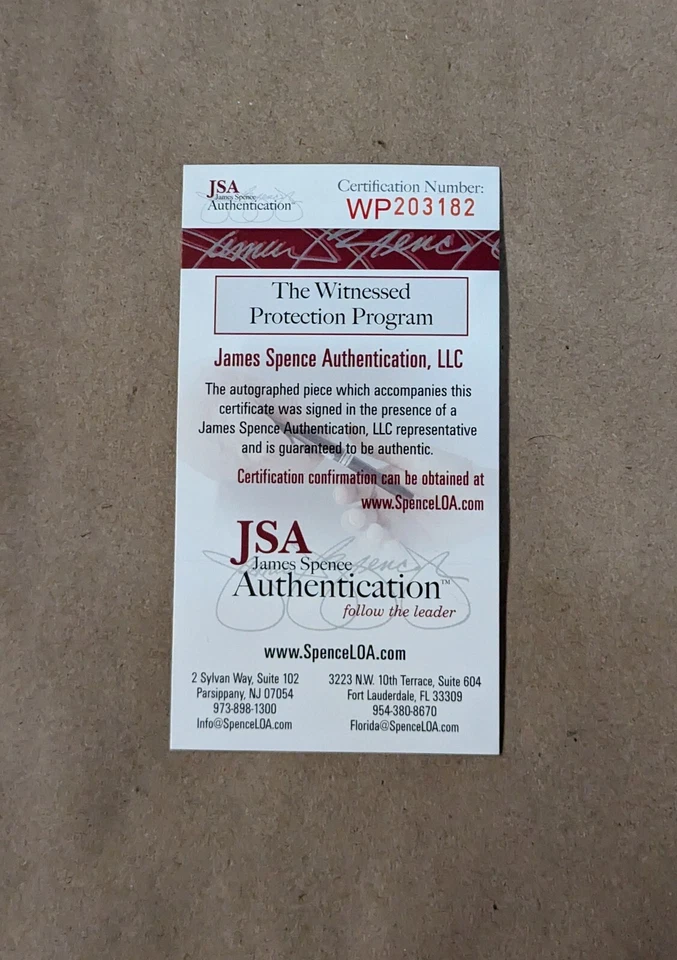 JSA
James Spence
Authentication™
Certification Number:
WP203182
The Witnessed
Protection Program
James Spence Authentication, LLC
The autographed piece which accompanies this
certificate was signed in the presence of a
James Spence Authentication, LLC representative
and is guaranteed to be authentic.
Certification confirmation can be obtained at
www.SpenceLOA.com
JSA
James Spence
Authentication™
follow the leader
www.SpenceLOA.com
2 Sylvan Way, Suite 102
Parsippany, NJ 07054
973-898-1300
Info@SpenceLOA.com
3223 N.W. 10th Terrace, Suite 604
Fort Lauderdale, FL 33309
954-380-8670
Florida@SpenceLOA.com